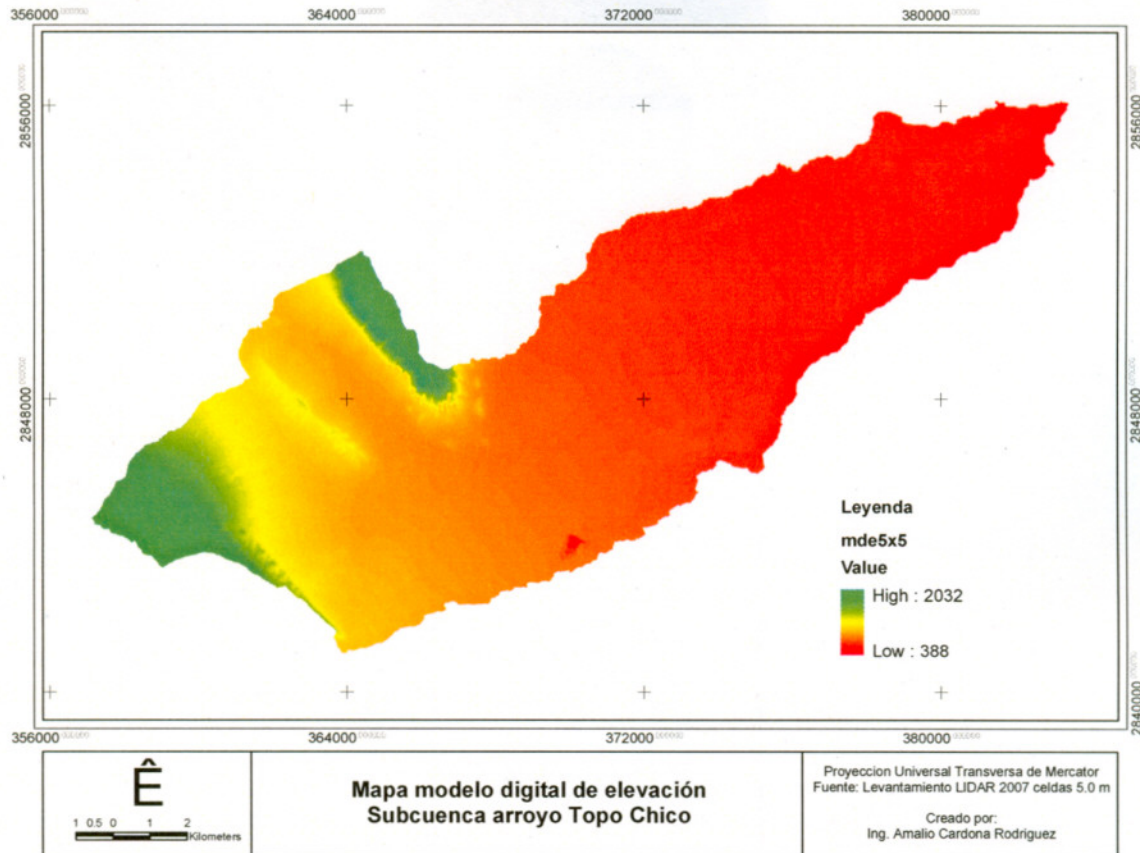 356000 364000 372000 380000
2856000 2856000
2848000 2848000
2840000
Leyenda
mde5x5
Value
High : 2032
Low : 388
356000 364000 372000 380000
Ê
1 0.5 0 1 2
Kilometers
Mapa modelo digital de elevación
Subcuenca arroyo Topo Chico
Proyeccion Universal Transversa de Mercator
Fuente: Levantamiento LIDAR 2007 celdas 5.0 m
Creado por:
Ing. Amalio Cardona Rodriguez